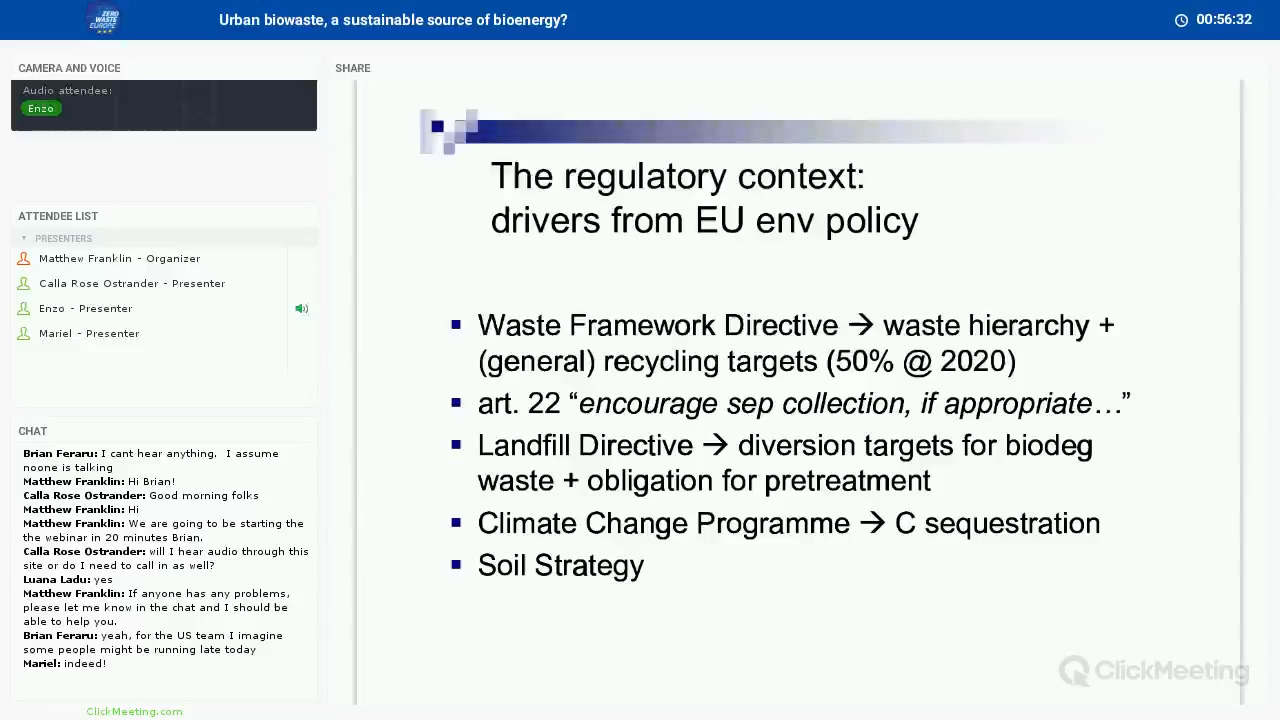 ZERO WASTE EUROPE
Urban biowaste, a sustainable source of bioenergy?
00:56:32
CAMERA AND VOICE
Audio attendee:
Enzo
ATTENDEE LIST
PRESENTERS
Matthew Franklin - Organizer
Calla Rose Ostrander - Presenter
Enzo - Presenter
Mariel - Presenter
CHAT
Brian Feraru: I cant hear anything. I assume
noone is talking
Matthew Franklin: Hi Brian!
Calla Rose Ostrander: Good morning folks
Matthew Franklin: Hi
Matthew Franklin: We are going to be starting the
the webinar in 20 minutes Brian.
Calla Rose Ostrander: will I hear audio through this
site or do I need to call in as well?
Luana Ladu: yes
Matthew Franklin: If anyone has any problems,
please let me know in the chat and I should be
able to help you.
Brian Feraru: yeah, for the US team I imagine
some people might be running late today
Mariel: indeed!
ClickMeeting.com
SHARE
The regulatory context:
drivers from EU env policy
▪ Waste Framework Directive → waste hierarchy +
(general) recycling targets (50% @ 2020)
▪ art. 22 “encourage sep collection, if appropriate…”
▪ Landfill Directive → diversion targets for biodeg
waste + obligation for pretreatment
▪ Climate Change Programme → C sequestration
▪ Soil Strategy
ClickMeeting